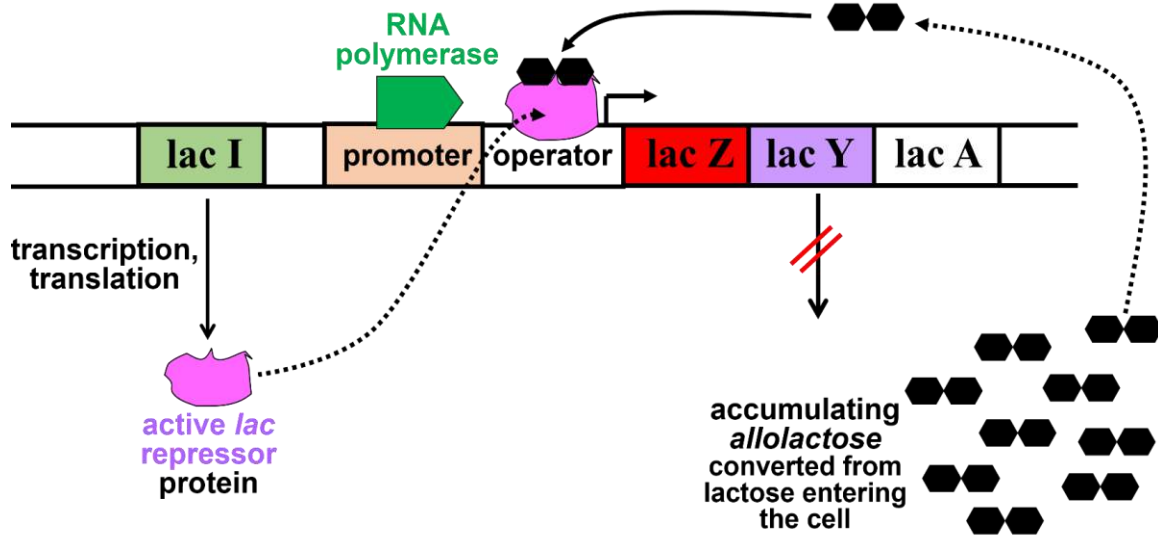 RNA
polymerase
lac I
promoter
operator
lac Z
lac Y
lac A
transcription,
translation
active lac
repressor
protein
accumulating
allolactose
converted from
lactose entering
the cell